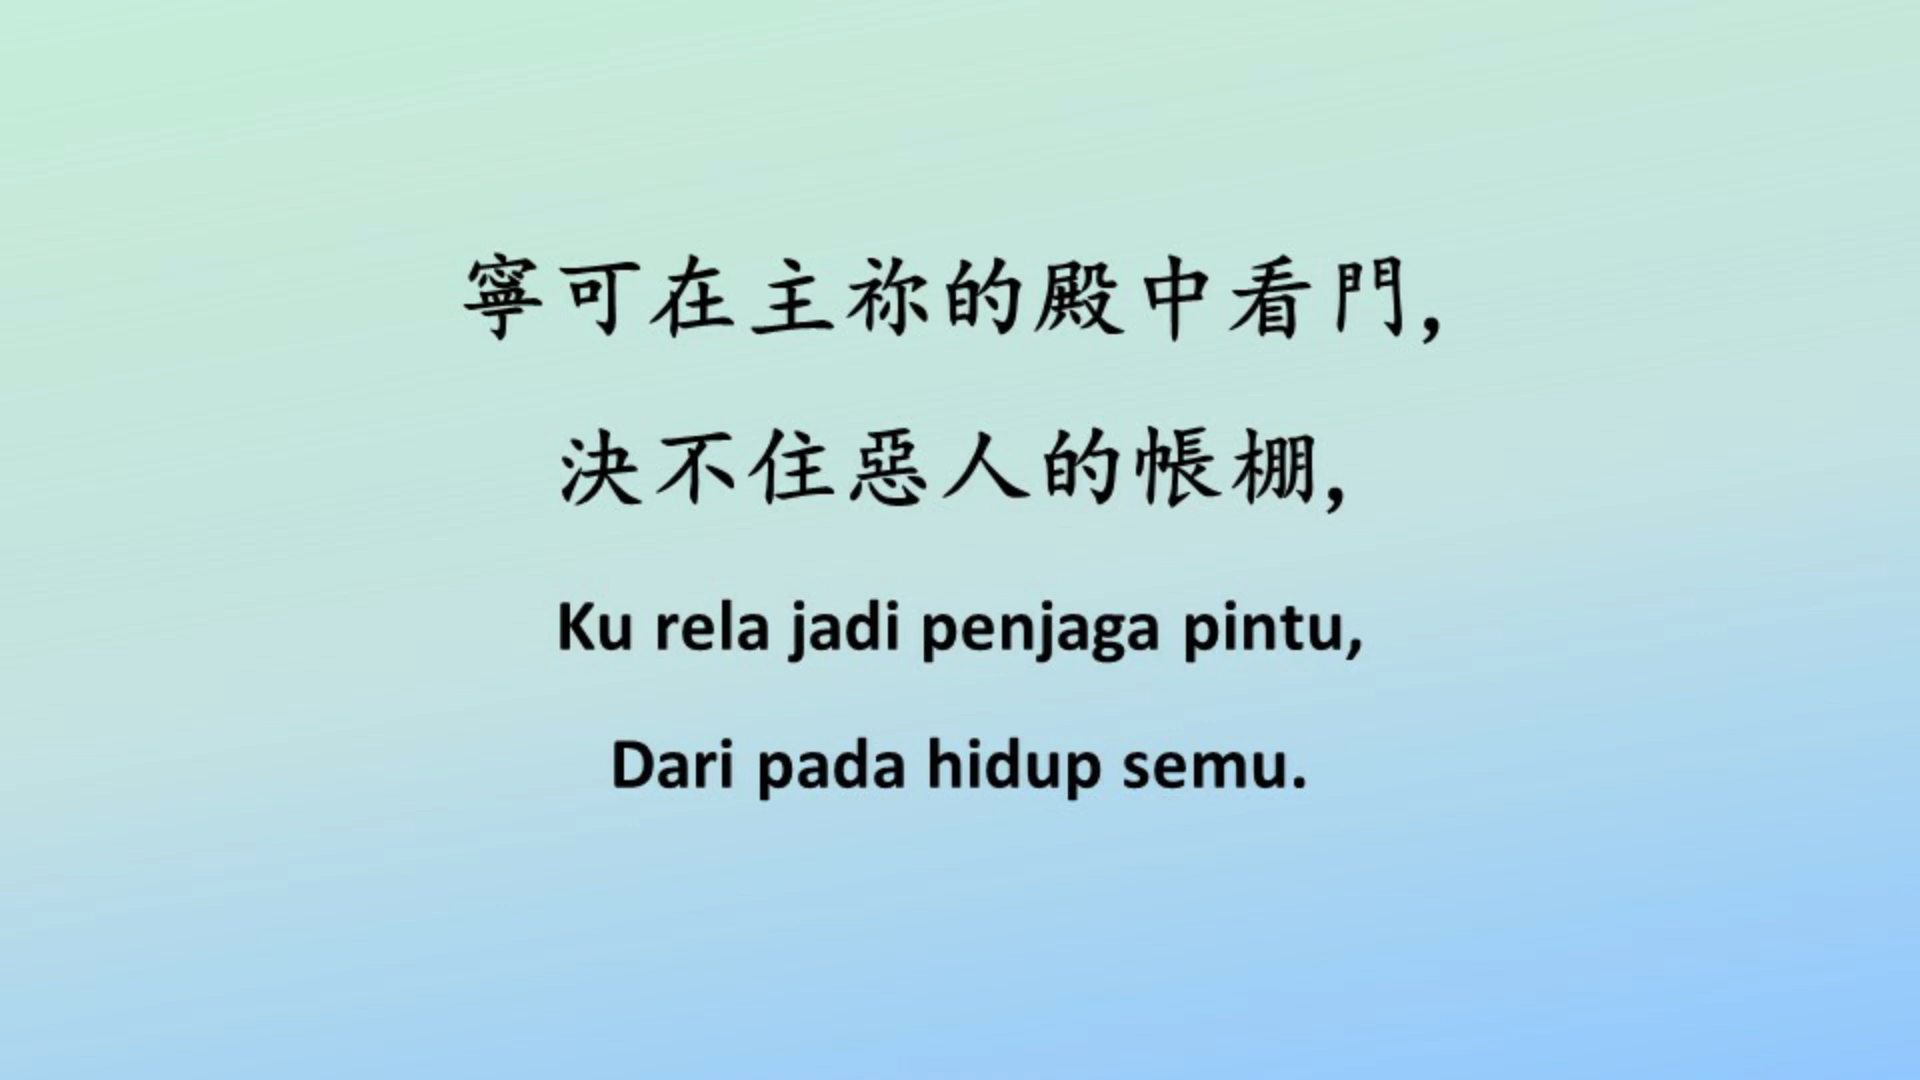 寧可在主祢的殿中看門,
決不住惡人的帳棚,
Ku rela jadi penjaga pintu,
Dari pada hidup semu.